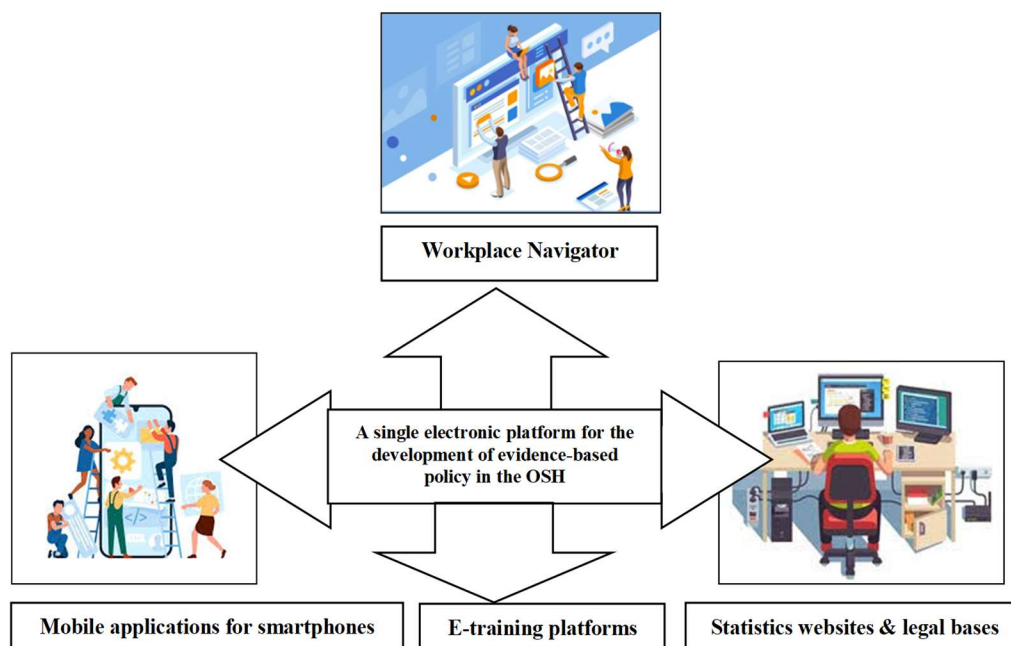 Workplace Navigator
A single electronic platform for the
development of evidence-based
policy in the OSH
Mobile applications for smartphones
E-training platforms
Statistics websites & legal bases